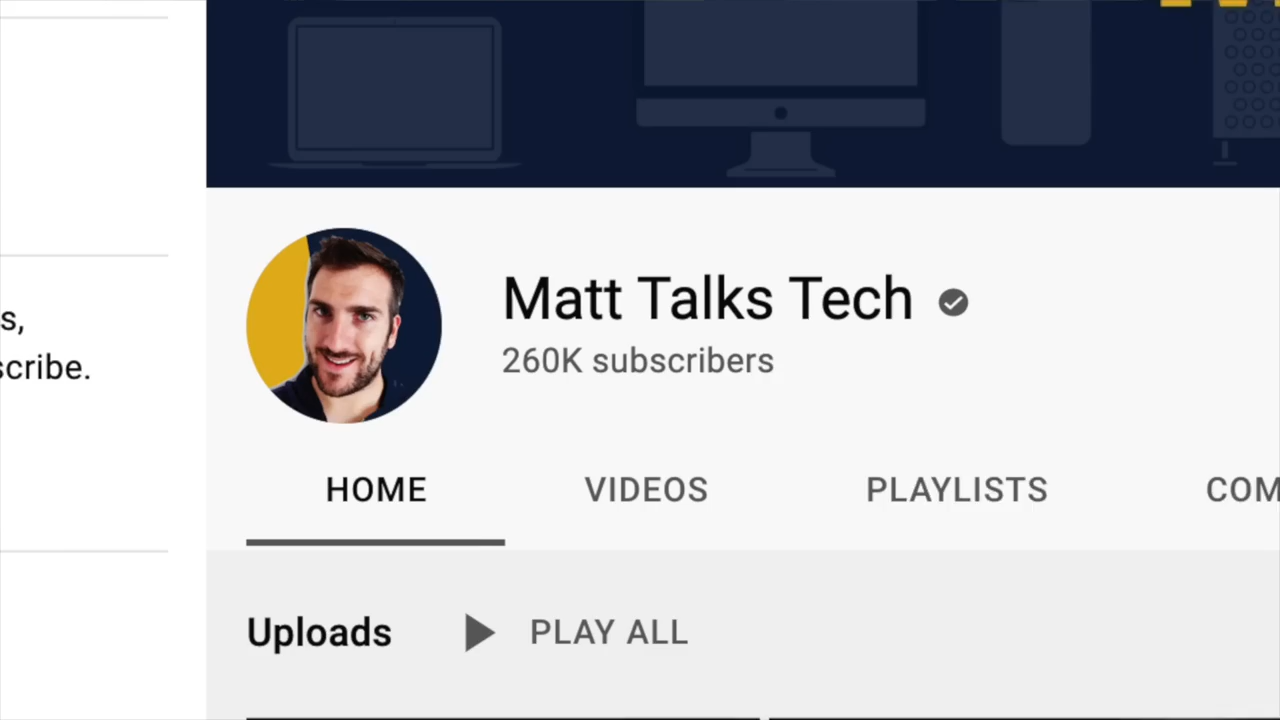 s,
scribe.
Matt Talks Tech
260K subscribers
HOME VIDEOS PLAYLISTS COM
Uploads PLAY ALL